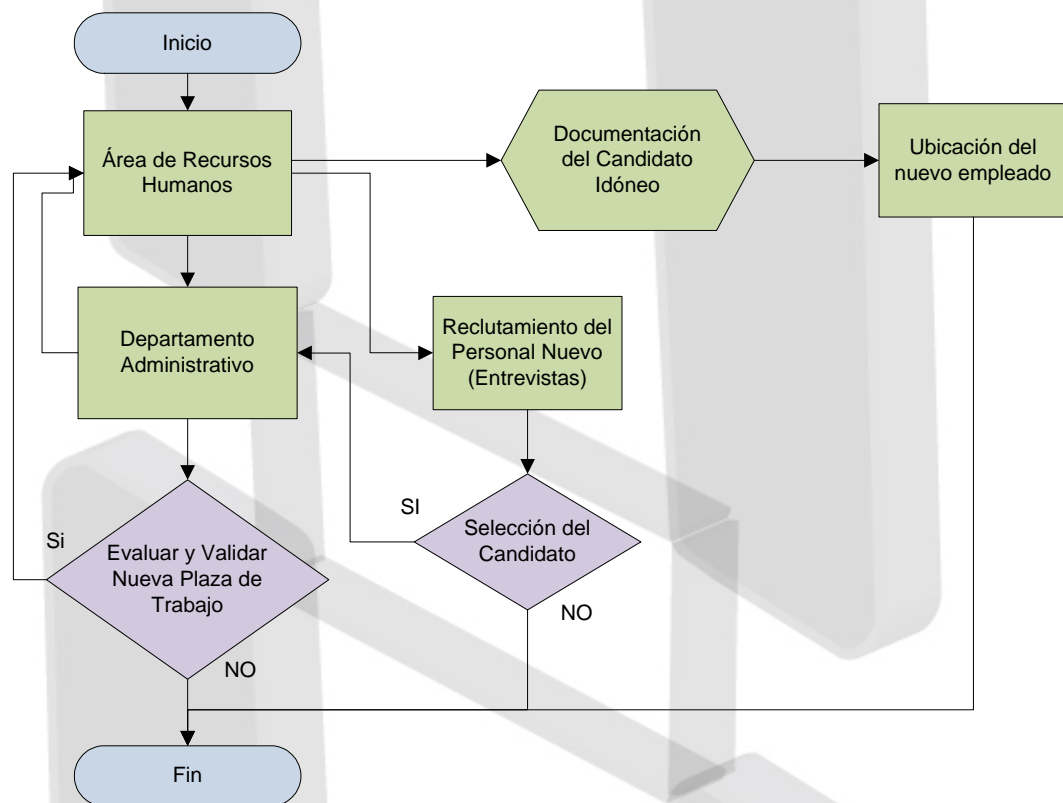 Inicio
Área de Recursos
Humanos
Documentación
del Candidato
Idóneo
Ubicación del
nuevo empleado
Departamento
Administrativo
Reclutamiento del
Personal Nuevo
(Entrevistas)
Si
Evaluar y Validar
Nueva Plaza de
Trabajo
NO
SI
Selección del
Candidato
NO
Fin